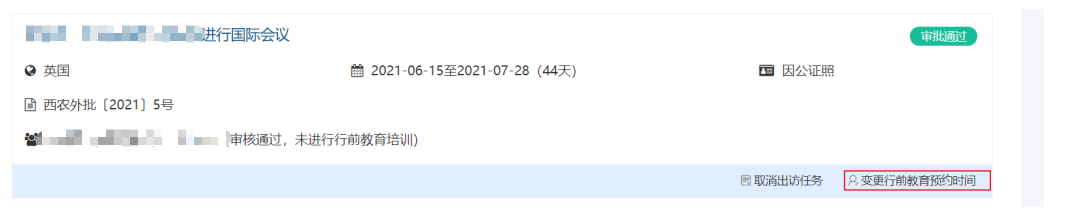 进行国际会议 审批通过
英国 2021-06-15至2021-07-28（44天） 因公证照
西农外批〔2021〕5号
审核通过，未进行行前教育培训)
取消出访任务 变更行前教育预约时间